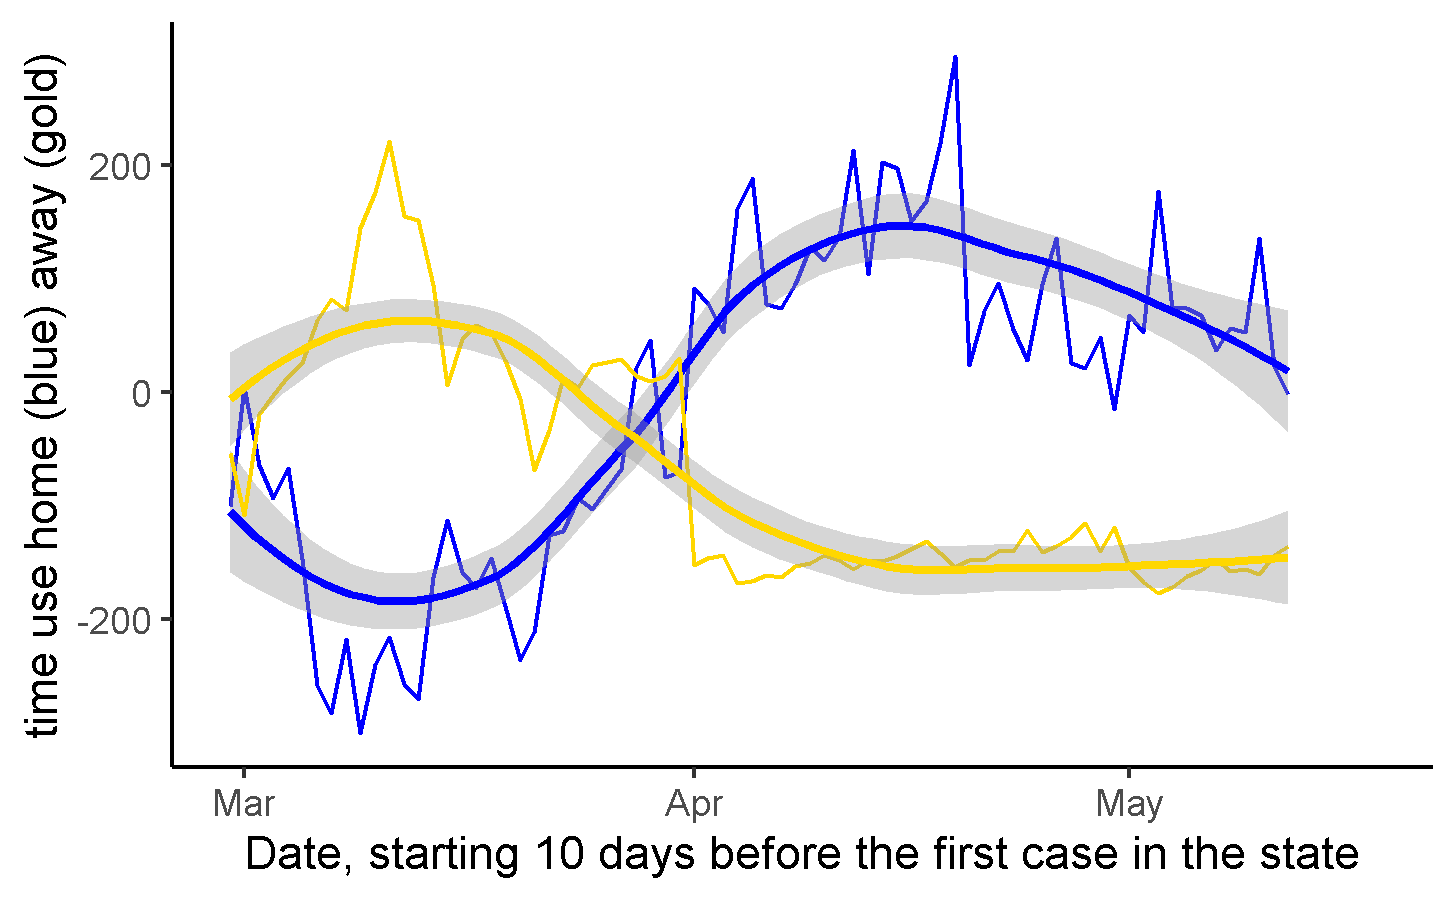 time use home (blue) away (gold)
200
0
-200
Mar
Apr
May
Date, starting 10 days before the first case in the state